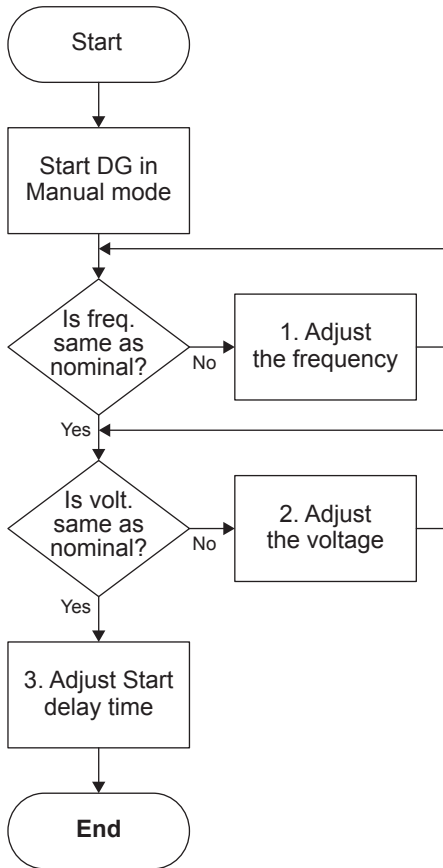 Start
Start DG in
Manual mode
Is freq.
same as
nominal?
No
1. Adjust
the frequency
Yes
Is volt.
same as
nominal?
No
2. Adjust
the voltage
Yes
3. Adjust Start
delay time
End